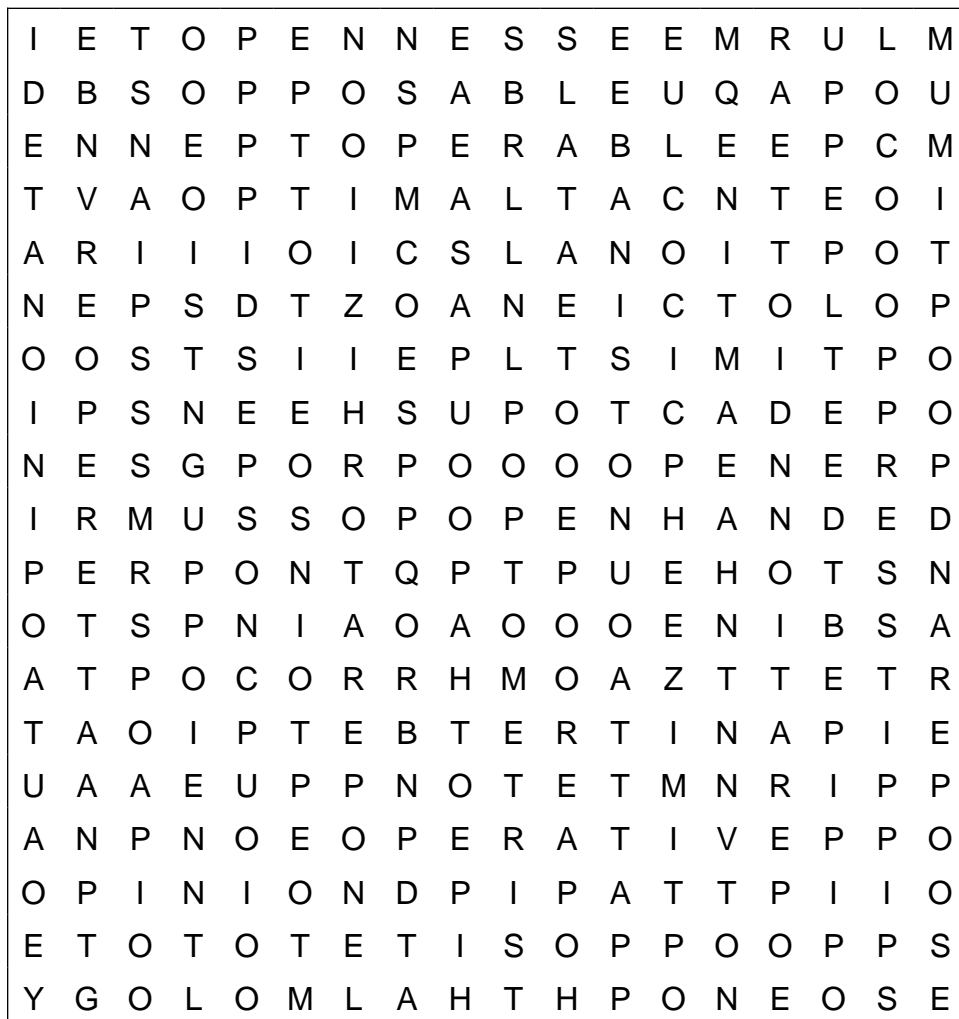 I E T O P E N N E S S E E M R U L M
D B S O P P O S A B L E U Q A P O U
E N N E P T O P E R A B L E E P C M
T V A O P T I M A L T A C N T E O I
A R I I I O I C S L A N O I T P O T
N E P S D T Z O A N E I C T O L O P
O O S T S I I E P L T S I M I T P O
I P S N E E H S U P O T C A D E P O
N E S G P O R P O O O O P E N E R P
I R M U S S O P O P E N H A N D E D
P E R P O N T Q P T P U E H O T S N
O T S P N I A O A O O O E N I B S A
A T P O C O R R H M O A Z T T E T R
T A O I P T E B T E R T I N A P I E
U A A E U P P N O T E T M N R I P P
A N P N O E O P E R A T I V E P P O
O P I N I O N D P I P A T T P I I O
E T O T O T E T I S O P P O O P P S
Y G O L O M L A H T H P O N E O S E